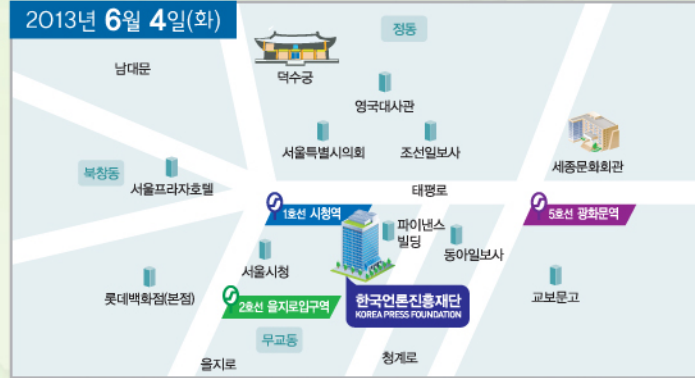 2013년 6월 4일(화)
정동
남대문
덕수궁
영국대사관
서울특별시의회
조선일보사
세종문화회관
북창동
서울프라자호텔
태평로
1호선 시청역
5호선 광화문역
파이낸스
빌딩
동아일보사
서울시청
롯데백화점(본점)
2호선 을지로입구역
한국언론진흥재단
KOREA PRESS FOUNDATION
교보문고
무교동
을지로
청계로